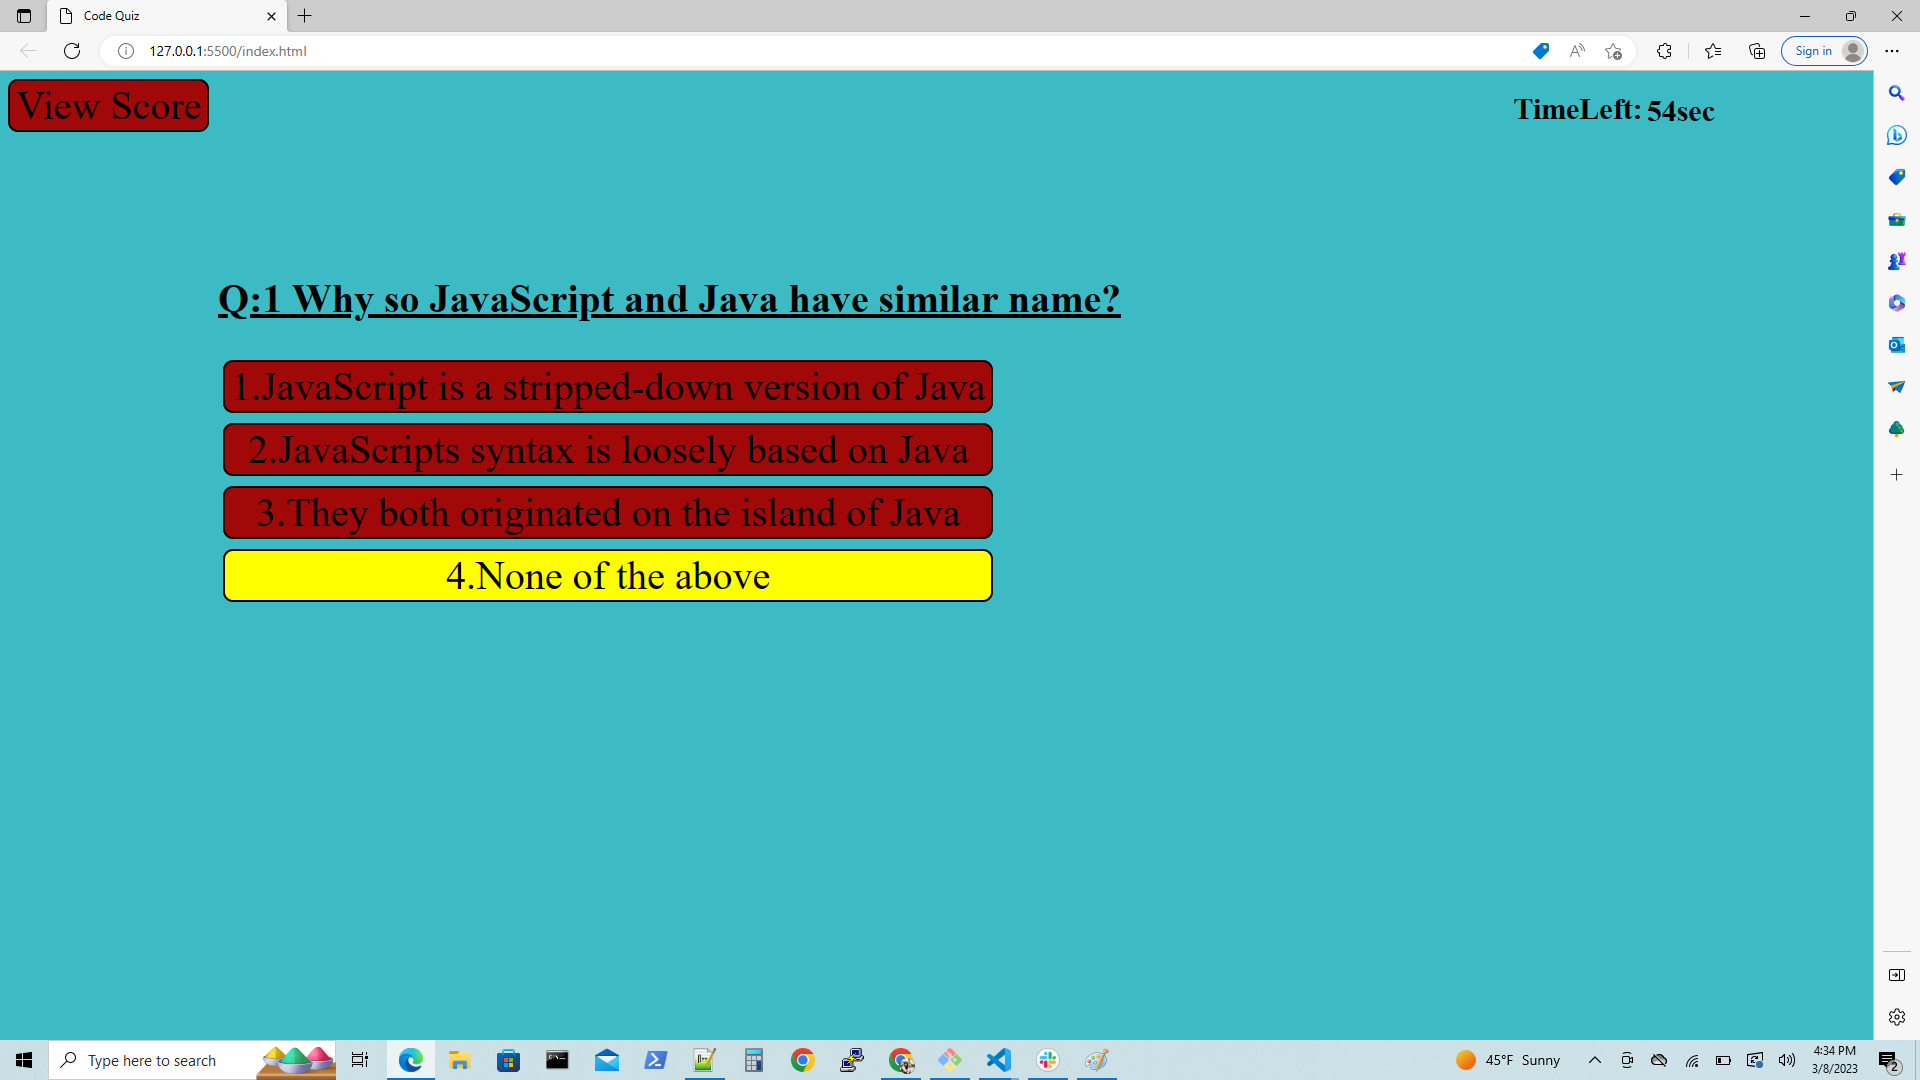 Code Quiz
127.0.0.1:5500/index.html
Sign in
View Score
TimeLeft: 54sec
Q:1 Why so JavaScript and Java have similar name?
1.JavaScript is a stripped-down version of Java
2.JavaScripts syntax is loosely based on Java
3.They both originated on the island of Java
4.None of the above
Type here to search
45°F Sunny
4:34 PM
3/8/2023
2